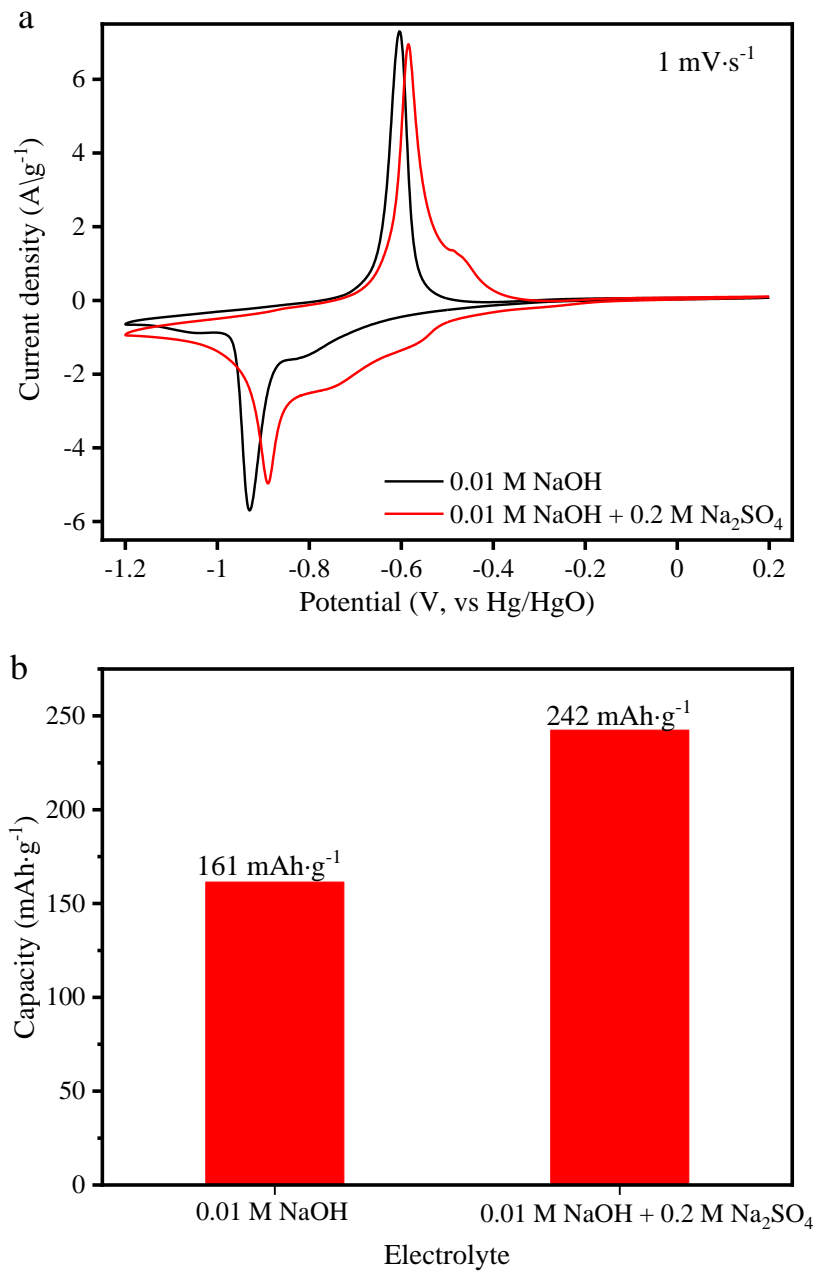 a
1 mV·s⁻¹
6
4
2
0
-2
-4
-6
Current density (A\g⁻¹)
0.01 M NaOH
0.01 M NaOH + 0.2 M Na₂SO₄
-1.2 -1 -0.8 -0.6 -0.4 -0.2 0 0.2
Potential (V, vs Hg/HgO)
b
250
200
150
100
50
0
Capacity (mAh·g⁻¹)
242 mAh·g⁻¹
161 mAh·g⁻¹
0.01 M NaOH 0.01 M NaOH + 0.2 M Na₂SO₄
Electrolyte